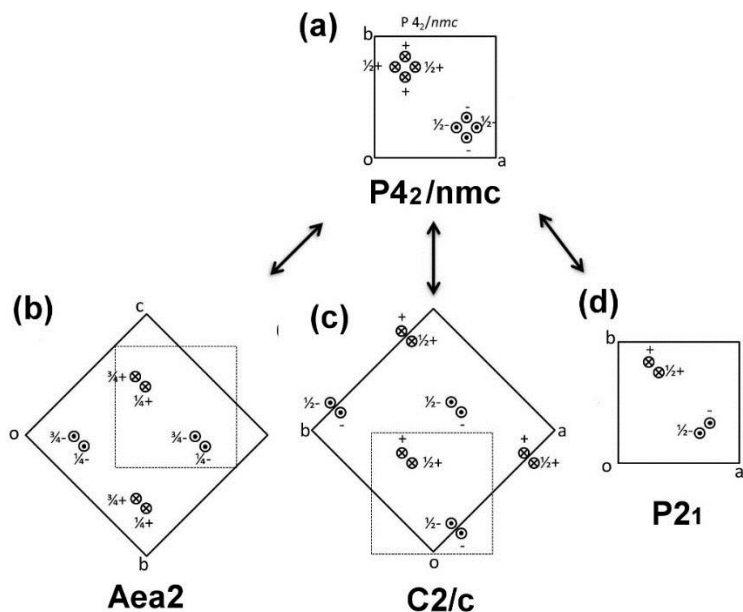 (a)
P 4₂/nmc
b
+
½+ ½+
+
-
½- ½-
-
o a
P4₂/nmc
(b)
c
¾+
¼+
o
¾- ¾-
¼- ¼-
¾+
¼+
b
Aea2
(c)
+
½+
½- ½-
- -
b a
+ +
½+ ½+
½-
-
o
C2/c
(d)
b
+
½+
-
½-
o a
P2₁